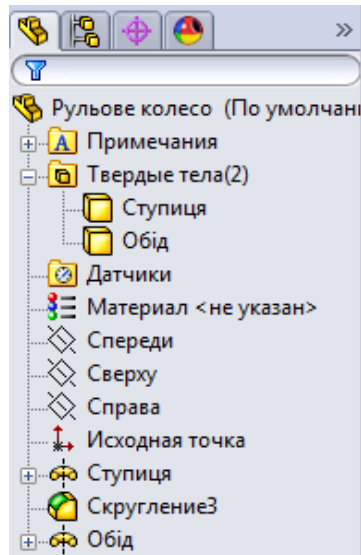 Рульове колесо (По умолчани
Примечания
Твердые тела(2)
Ступиця
Обід
Датчики
Материал <не указан>
Спереди
Сверху
Справа
Исходная точка
Ступиця
Скругление3
Обід